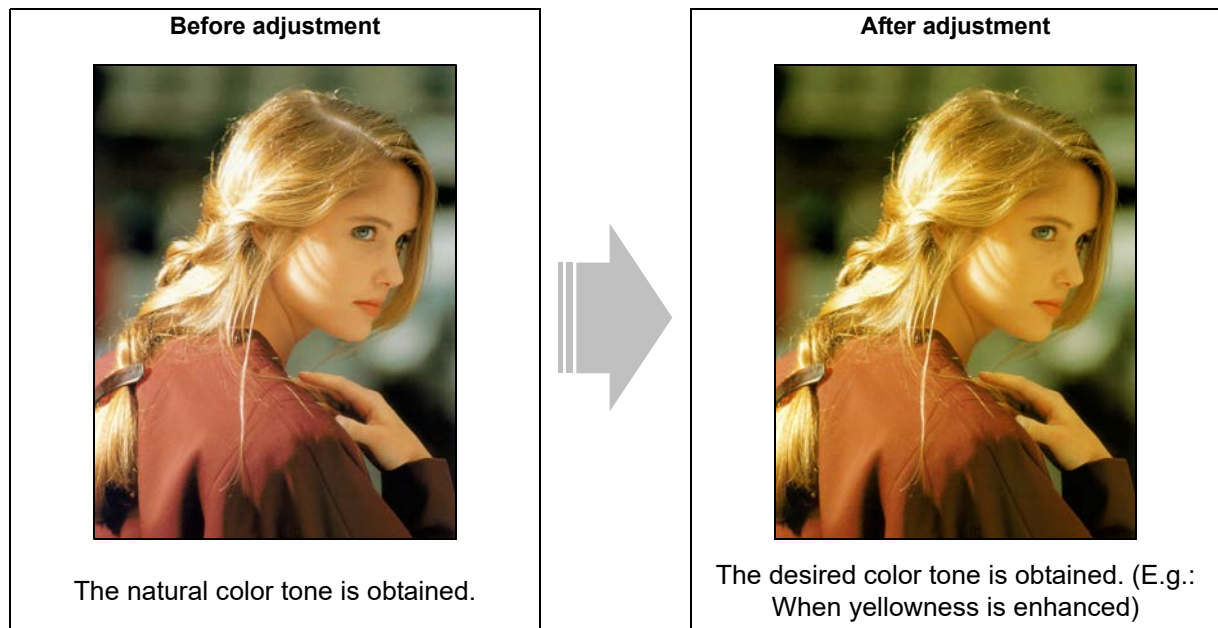 Before adjustment
The natural color tone is obtained.
After adjustment
The desired color tone is obtained. (E.g.:
When yellowness is enhanced)